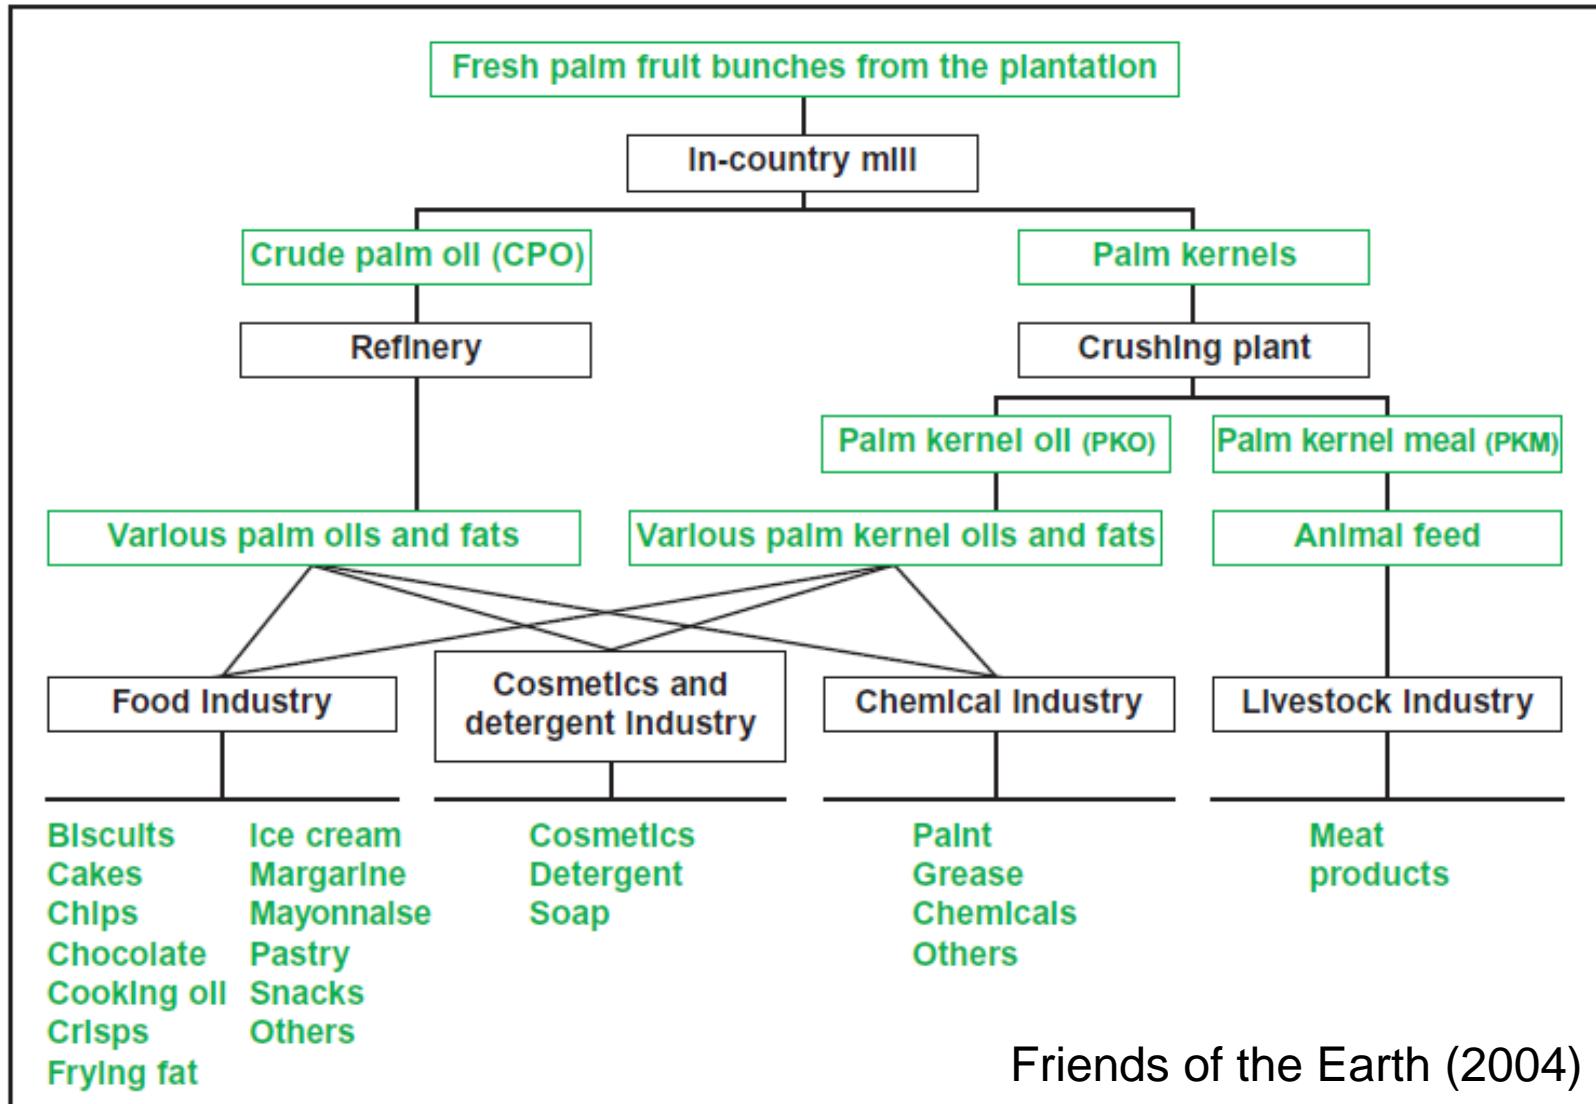 Fresh palm fruit bunches from the plantation
In-country mill
Crude palm oil (CPO)
Palm kernels
Refinery
Crushing plant
Palm kernel oil (PKO)
Palm kernel meal (PKM)
Various palm oils and fats
Various palm kernel oils and fats
Animal feed
Food Industry
Cosmetics and
detergent Industry
Chemical Industry
Livestock Industry
Biscuits
Cakes
Chips
Chocolate
Cooking oil
Crisps
Frying fat
Ice cream
Margarine
Mayonnaise
Pastry
Snacks
Others
Cosmetics
Detergent
Soap
Paint
Grease
Chemicals
Others
Meat
products
Friends of the Earth (2004)